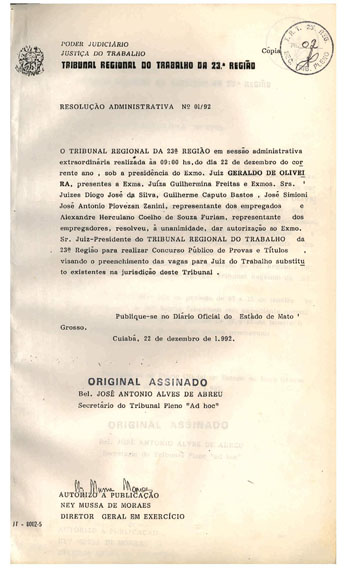 PODER JUDICIÁRIO
JUSTIÇA DO TRABALHO
TRIBUNAL REGIONAL DO TRABALHO DA 23.ª REGIÃO
Cópia
02
RESOLUÇÃO ADMINISTRATIVA Nº 01/92
O TRIBUNAL REGIONAL DA 23ª REGIÃO em sessão administrativa
extraordinária realizada às 09:00 hs, do dia 22 de dezembro do cor
rente ano , sob a presidência do Exmo. Juiz GERALDO DE OLIVEI
RA, presentes a Exma. Juíza Guilhermina Freitas e Exmos. Srs.
Juizes Diogo José da Silva, Guilherme Caputo Bastos , José Simioni
José Antonio Piovezan Zanini, representante dos empregados e
Alexandre Herculano Coelho de Souza Furlan, representante dos
empregadores, resolveu, à unanimidade, dar autorização ao Exmo.
Sr. Juiz-Presidente do TRIBUNAL REGIONAL DO TRABALHO da
23ª Região para realizar Concurso Público de Provas e Títulos ,
visando o preenchimento das vagas para Juiz do Trabalho substitu
to existentes na jurisdição deste Tribunal .
Publique-se no Diário Oficial do Estado de Mato '
Grosso.
Cuiabá, 22 de dezembro de 1.992.
ORIGINAL ASSINADO
Bel. JOSÉ ANTONIO ALVES DE ABREU
Secretário do Tribunal Pleno "Ad hoc"
AUTORIZO A PUBLICAÇÃO
NEY MUSSA DE MORAES
DIRETOR GERAL EM EXERCÍCIO